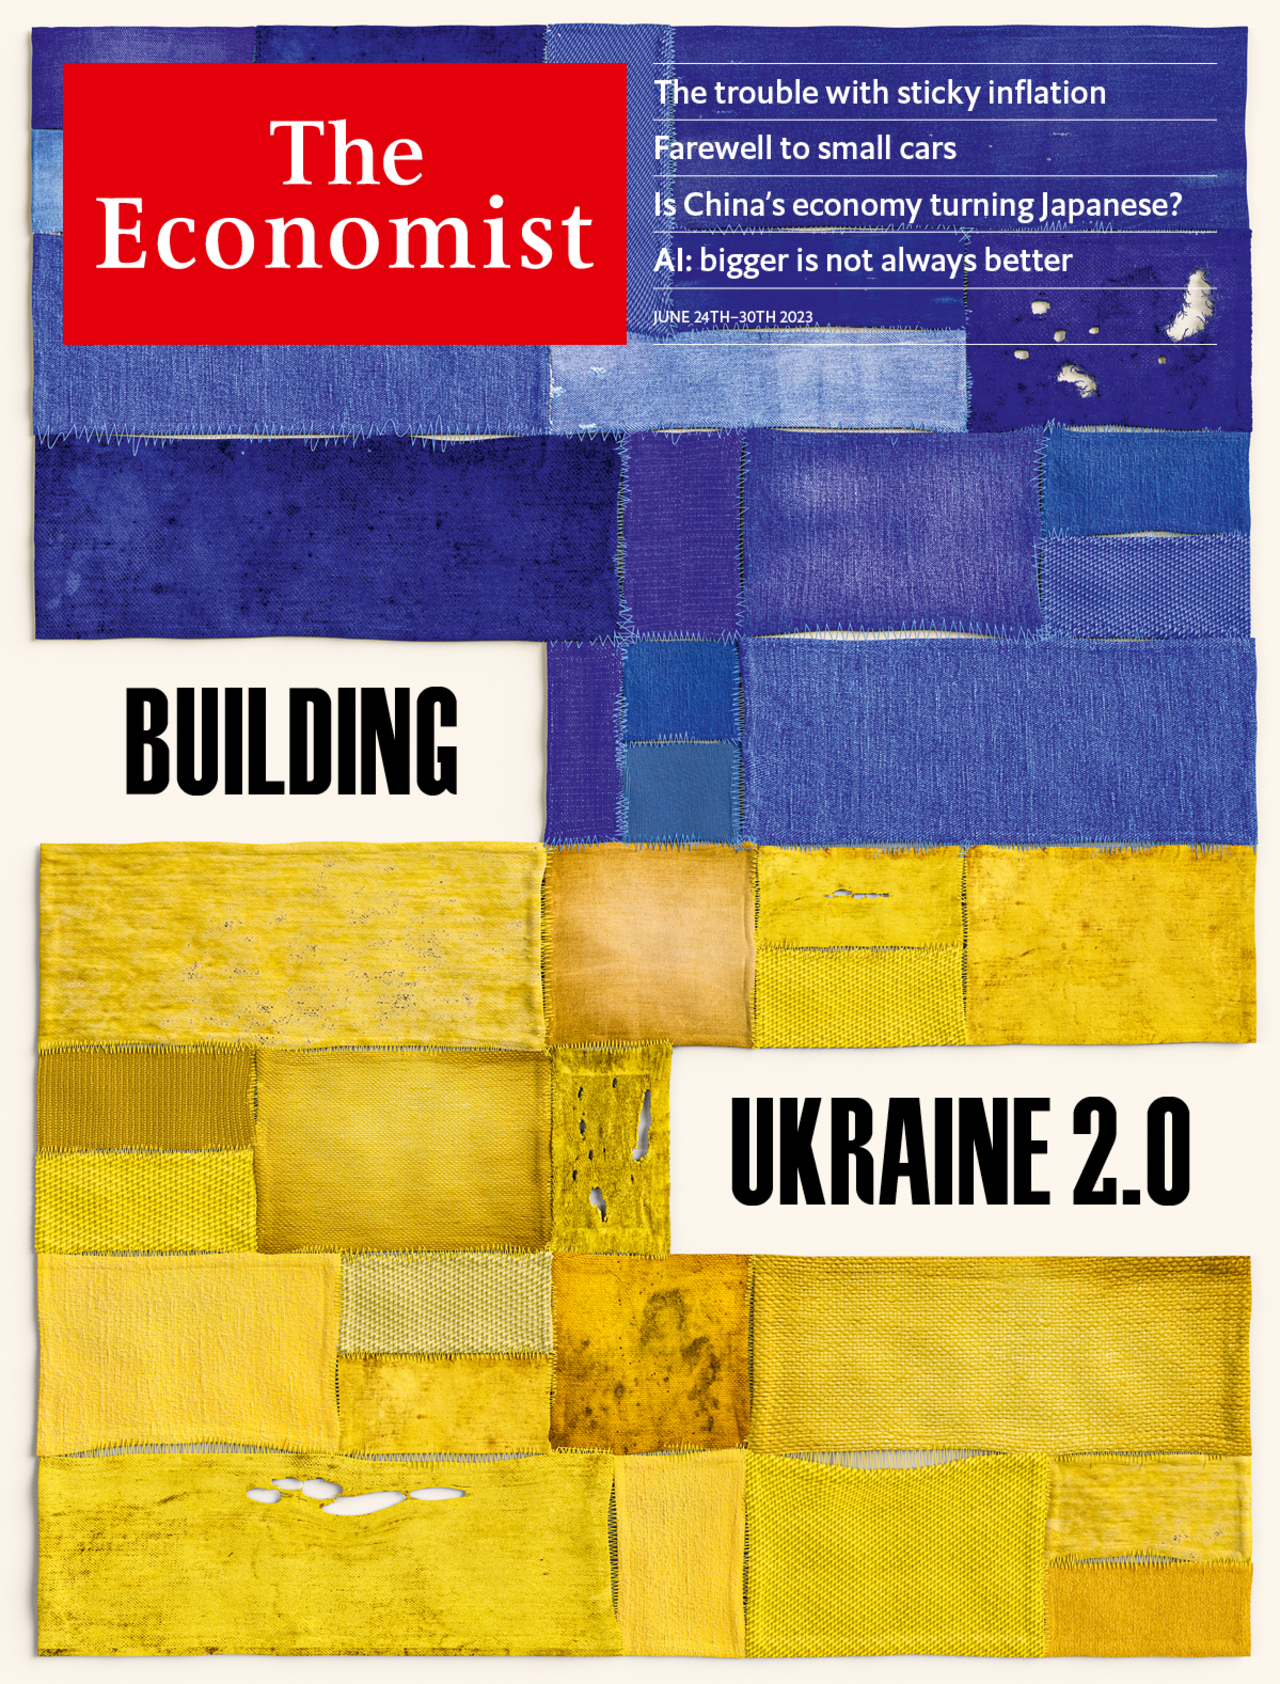 The
Economist
The trouble with sticky inflation
Farewell to small cars
Is China's economy turning Japanese?
AI: bigger is not always better
JUNE 24TH–30TH 2023
BUILDING
UKRAINE 2.0